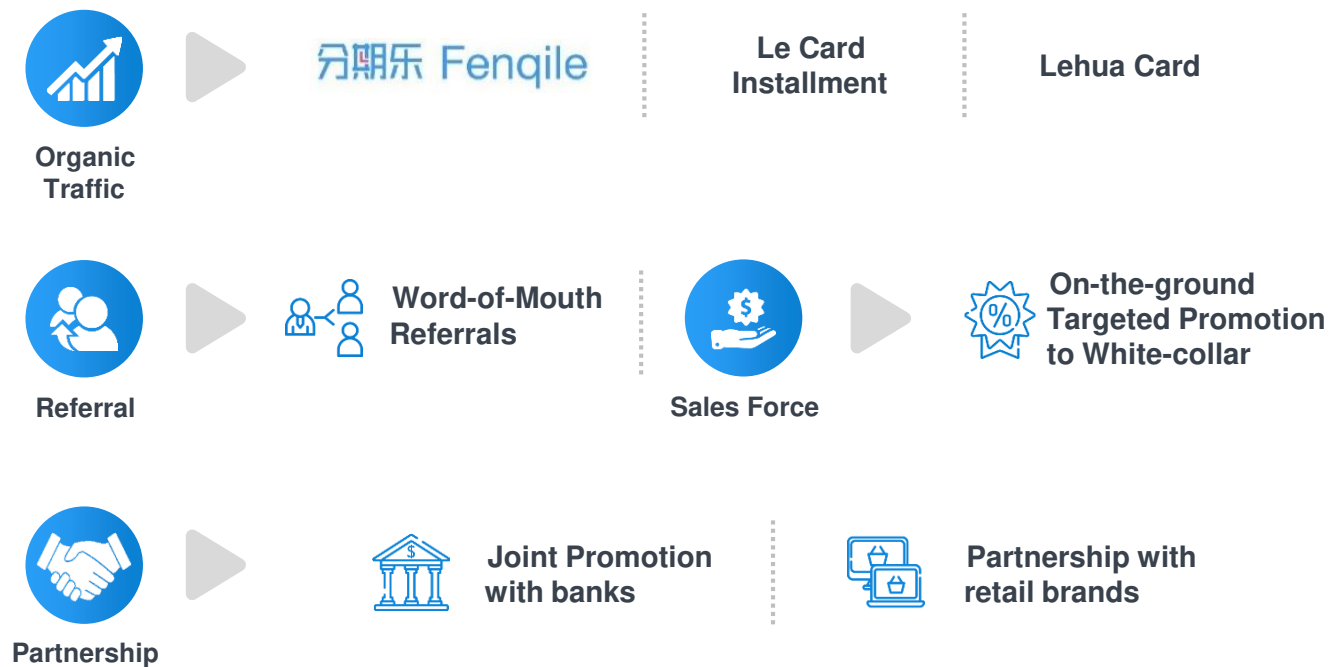 分期乐 Fenqile
Le Card
Installment
Lehua Card
Organic
Traffic
Word-of-Mouth
Referrals
$
%
On-the-ground
Targeted Promotion
to White-collar
Referral
Sales Force
$
Joint Promotion
with banks
Partnership with
retail brands
Partnership